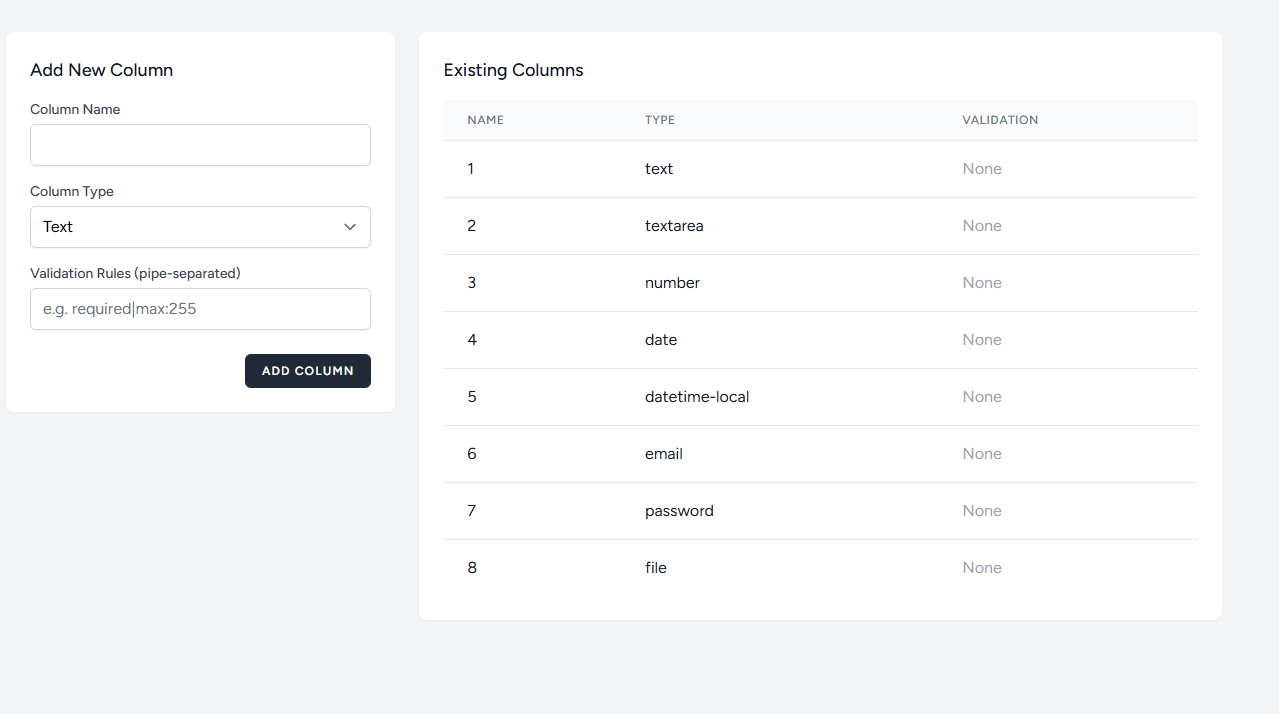 Add New Column
Column Name
Column Type
Text
Validation Rules (pipe-separated)
e.g. required|max:255
ADD COLUMN
Existing Columns
NAME TYPE VALIDATION
1 text None
2 textarea None
3 number None
4 date None
5 datetime-local None
6 email None
7 password None
8 file None